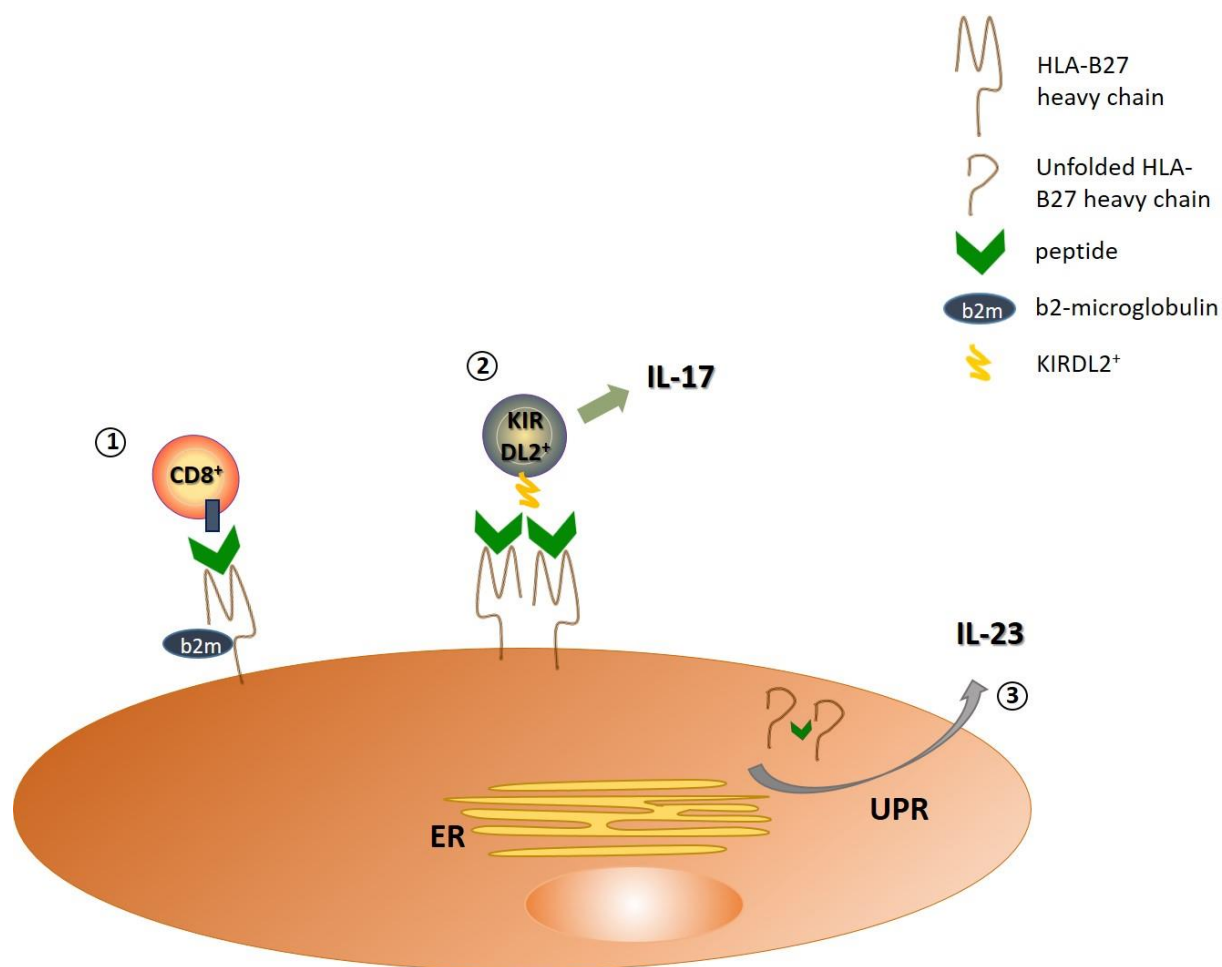 HLA-B27
heavy chain
Unfolded HLA-
B27 heavy chain
peptide
b2m
b2-microglobulin
KIRDL2⁺
①
CD8⁺
b2m
②
KIR
DL2⁺
IL-17
IL-23
③
UPR
ER